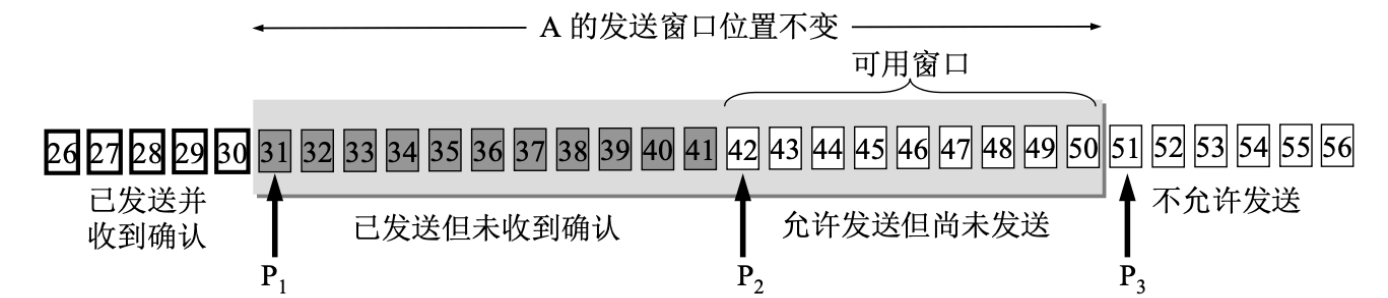 A 的发送窗口位置不变
可用窗口
26 27 28 29 30 31 32 33 34 35 36 37 38 39 40 41 42 43 44 45 46 47 48 49 50 51 52 53 54 55 56
已发送并
收到确认
已发送但未收到确认
允许发送但尚未发送
不允许发送
P₁
P₂
P₃